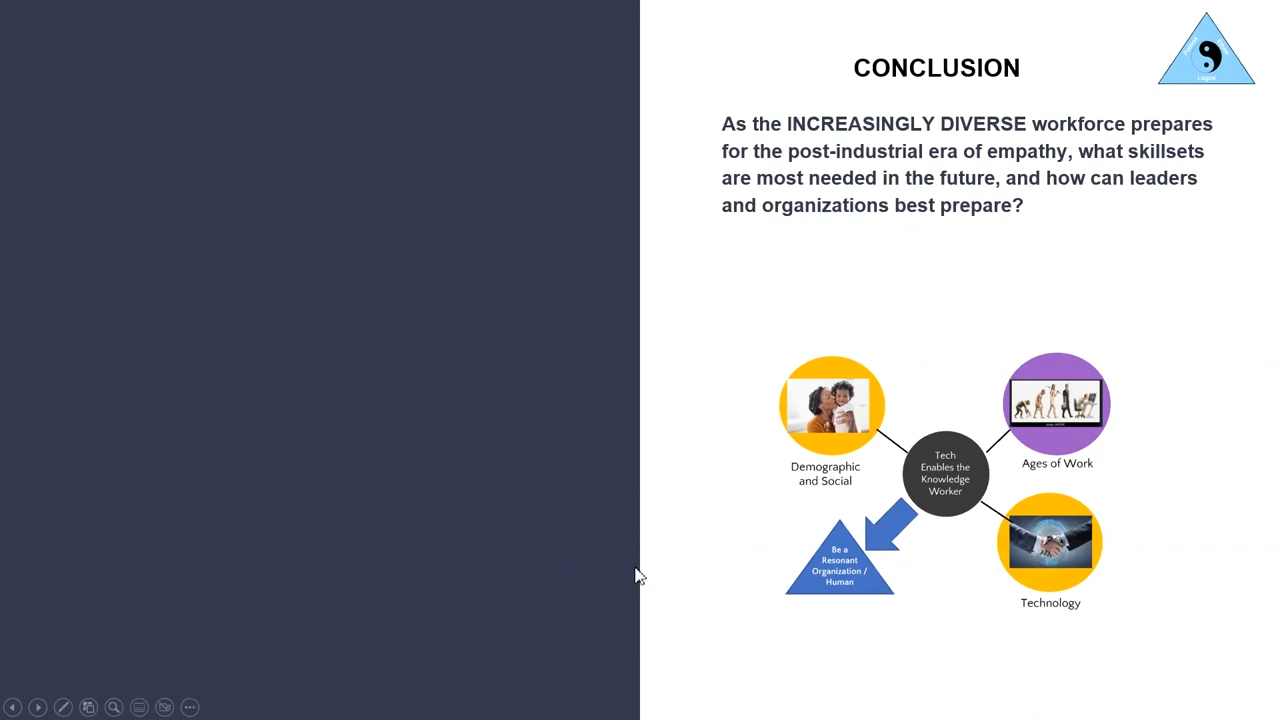 CONCLUSION
As the INCREASINGLY DIVERSE workforce prepares
for the post-industrial era of empathy, what skillsets
are most needed in the future, and how can leaders
and organizations best prepare?
Logos
Demographic
and Social
Tech
Enables the
Knowledge
Worker
Ages of Work
Be a
Resonant
Organization /
Human
Technology